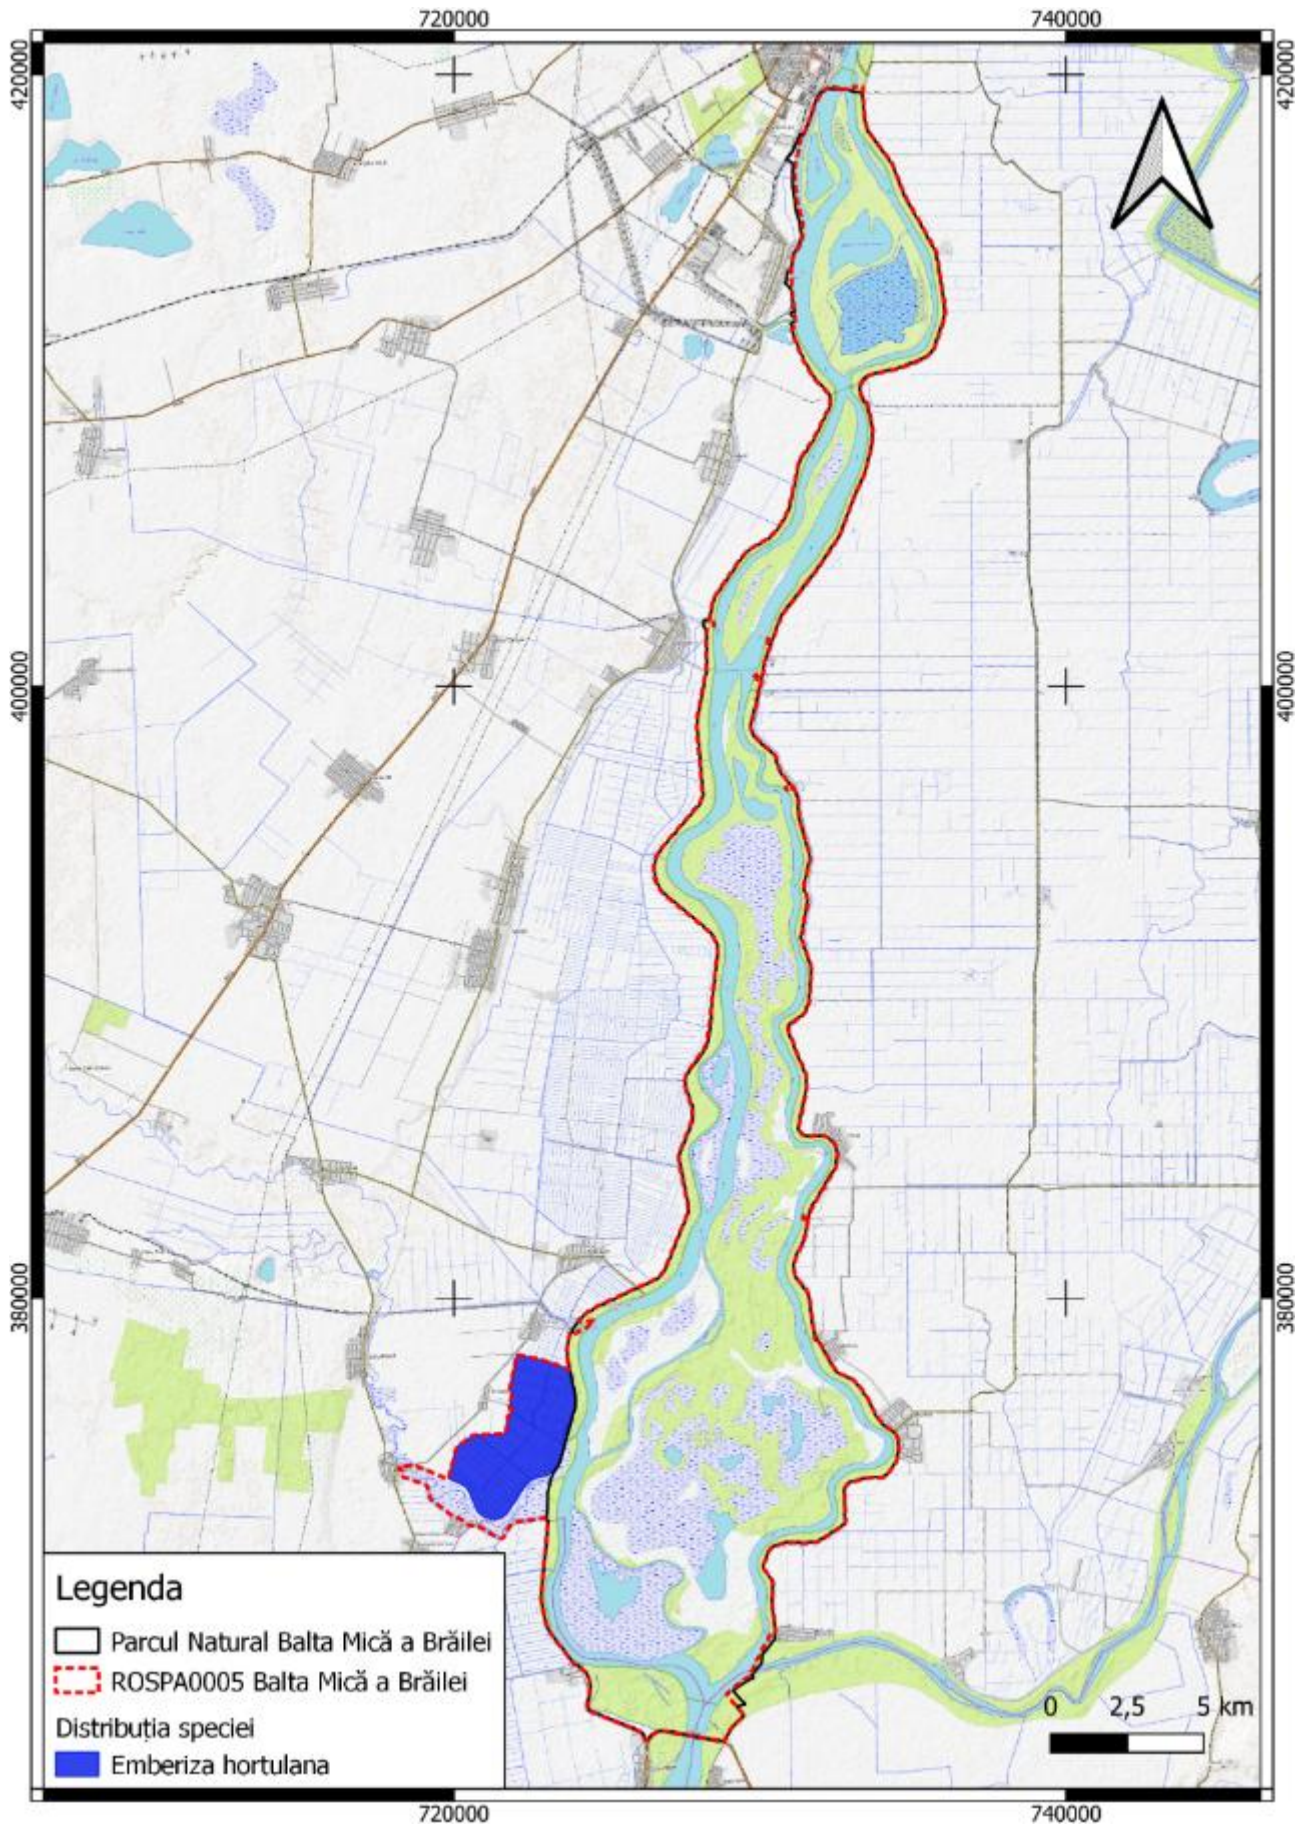 720000 740000
420000 420000
400000 400000
380000 380000
Legenda
Parcul Natural Balta Mică a Brăilei
ROSPA0005 Balta Mică a Brăilei
Distribuția speciei
Emberiza hortulana
0 2,5 5 km
720000 740000